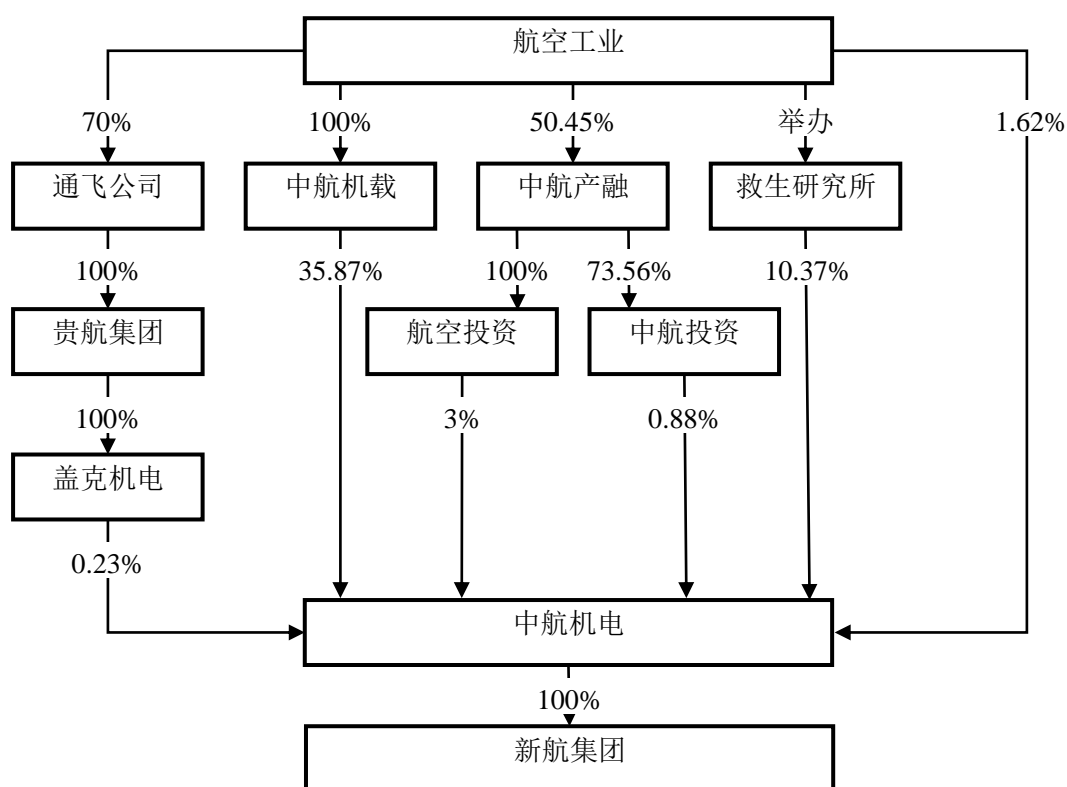 航空工业
70%
100%
50.45%
举办
1.62%
通飞公司
中航机载
中航产融
救生研究所
100%
35.87%
100%
73.56%
10.37%
贵航集团
航空投资
中航投资
100%
3%
0.88%
盖克机电
0.23%
中航机电
100%
新航集团